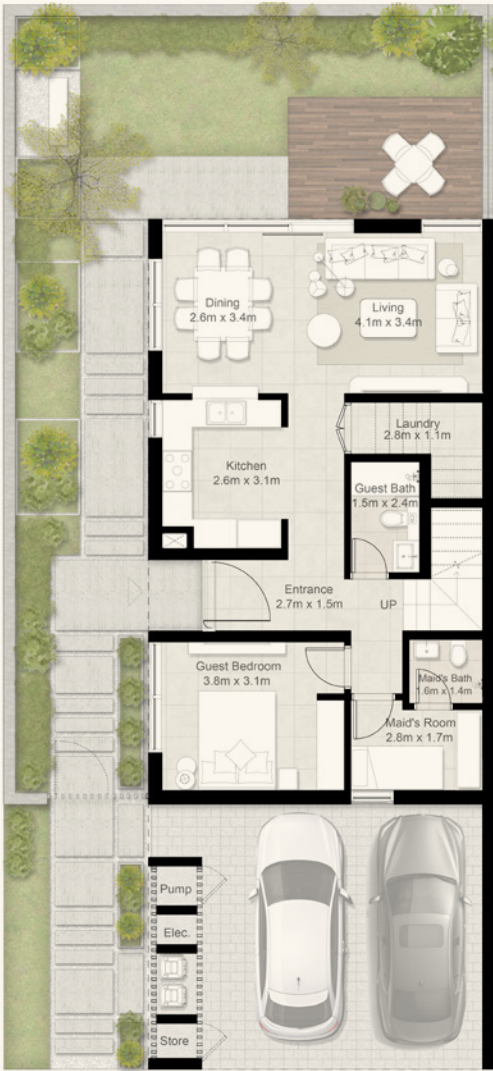 Dining
2.6m x 3.4m
Living
4.1m x 3.4m
Laundry
2.8m x 1.1m
Kitchen
2.6m x 3.1m
Guest Bath
1.5m x 2.4m
Entrance
2.7m x 1.5m
UP
Guest Bedroom
3.8m x 3.1m
Maid's Bath
1.6m x 1.4m
Maid's Room
2.8m x 1.7m
Pump
Elec.
Store